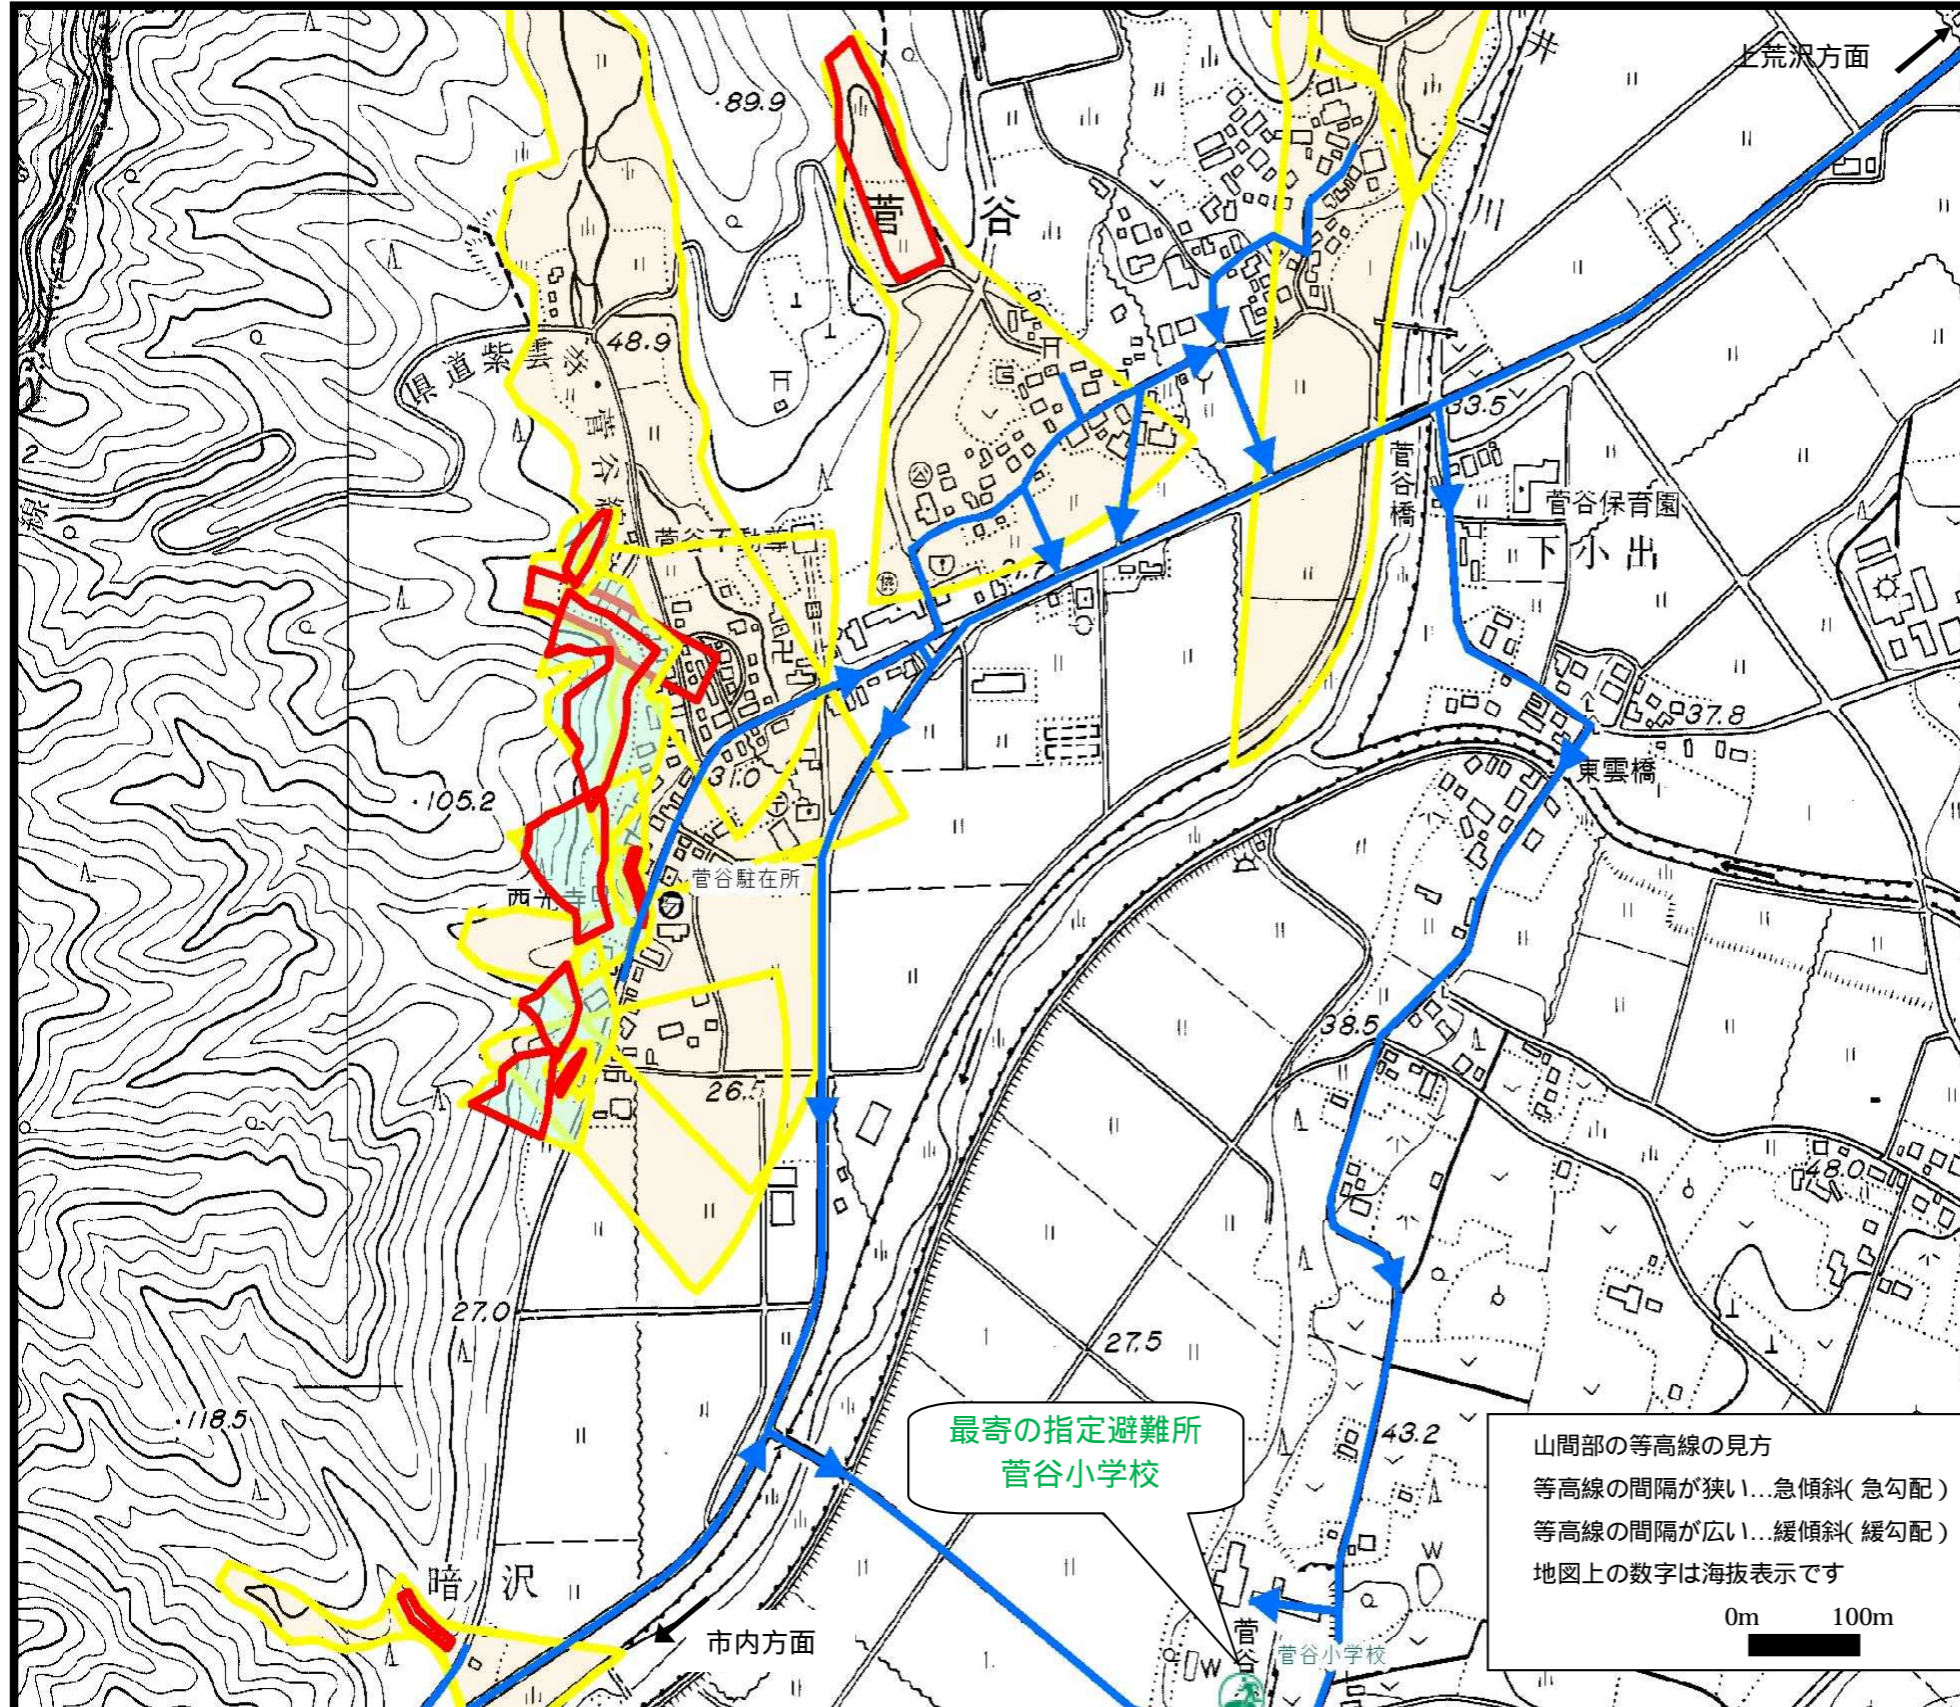 上荒沢方面
井
川
89.9
菅谷
48.9
県道紫雲寺・菅谷線
線
2
33.5
菅谷橋
菅谷保育園
下小出
菅谷不動尊
37.8
東雲橋
31.0
105.2
菅谷駐在所
西光寺
38.5
26.5
P
48.0
27.0
27.5
118.5
43.2
最寄の指定避難所
菅谷小学校
山間部の等高線の見方
等高線の間隔が狭い…急傾斜(急勾配)
等高線の間隔が広い…緩傾斜(緩勾配)
地図上の数字は海抜表示です
0m 100m
暗沢
市内方面
W
W
菅谷
菅谷小学校